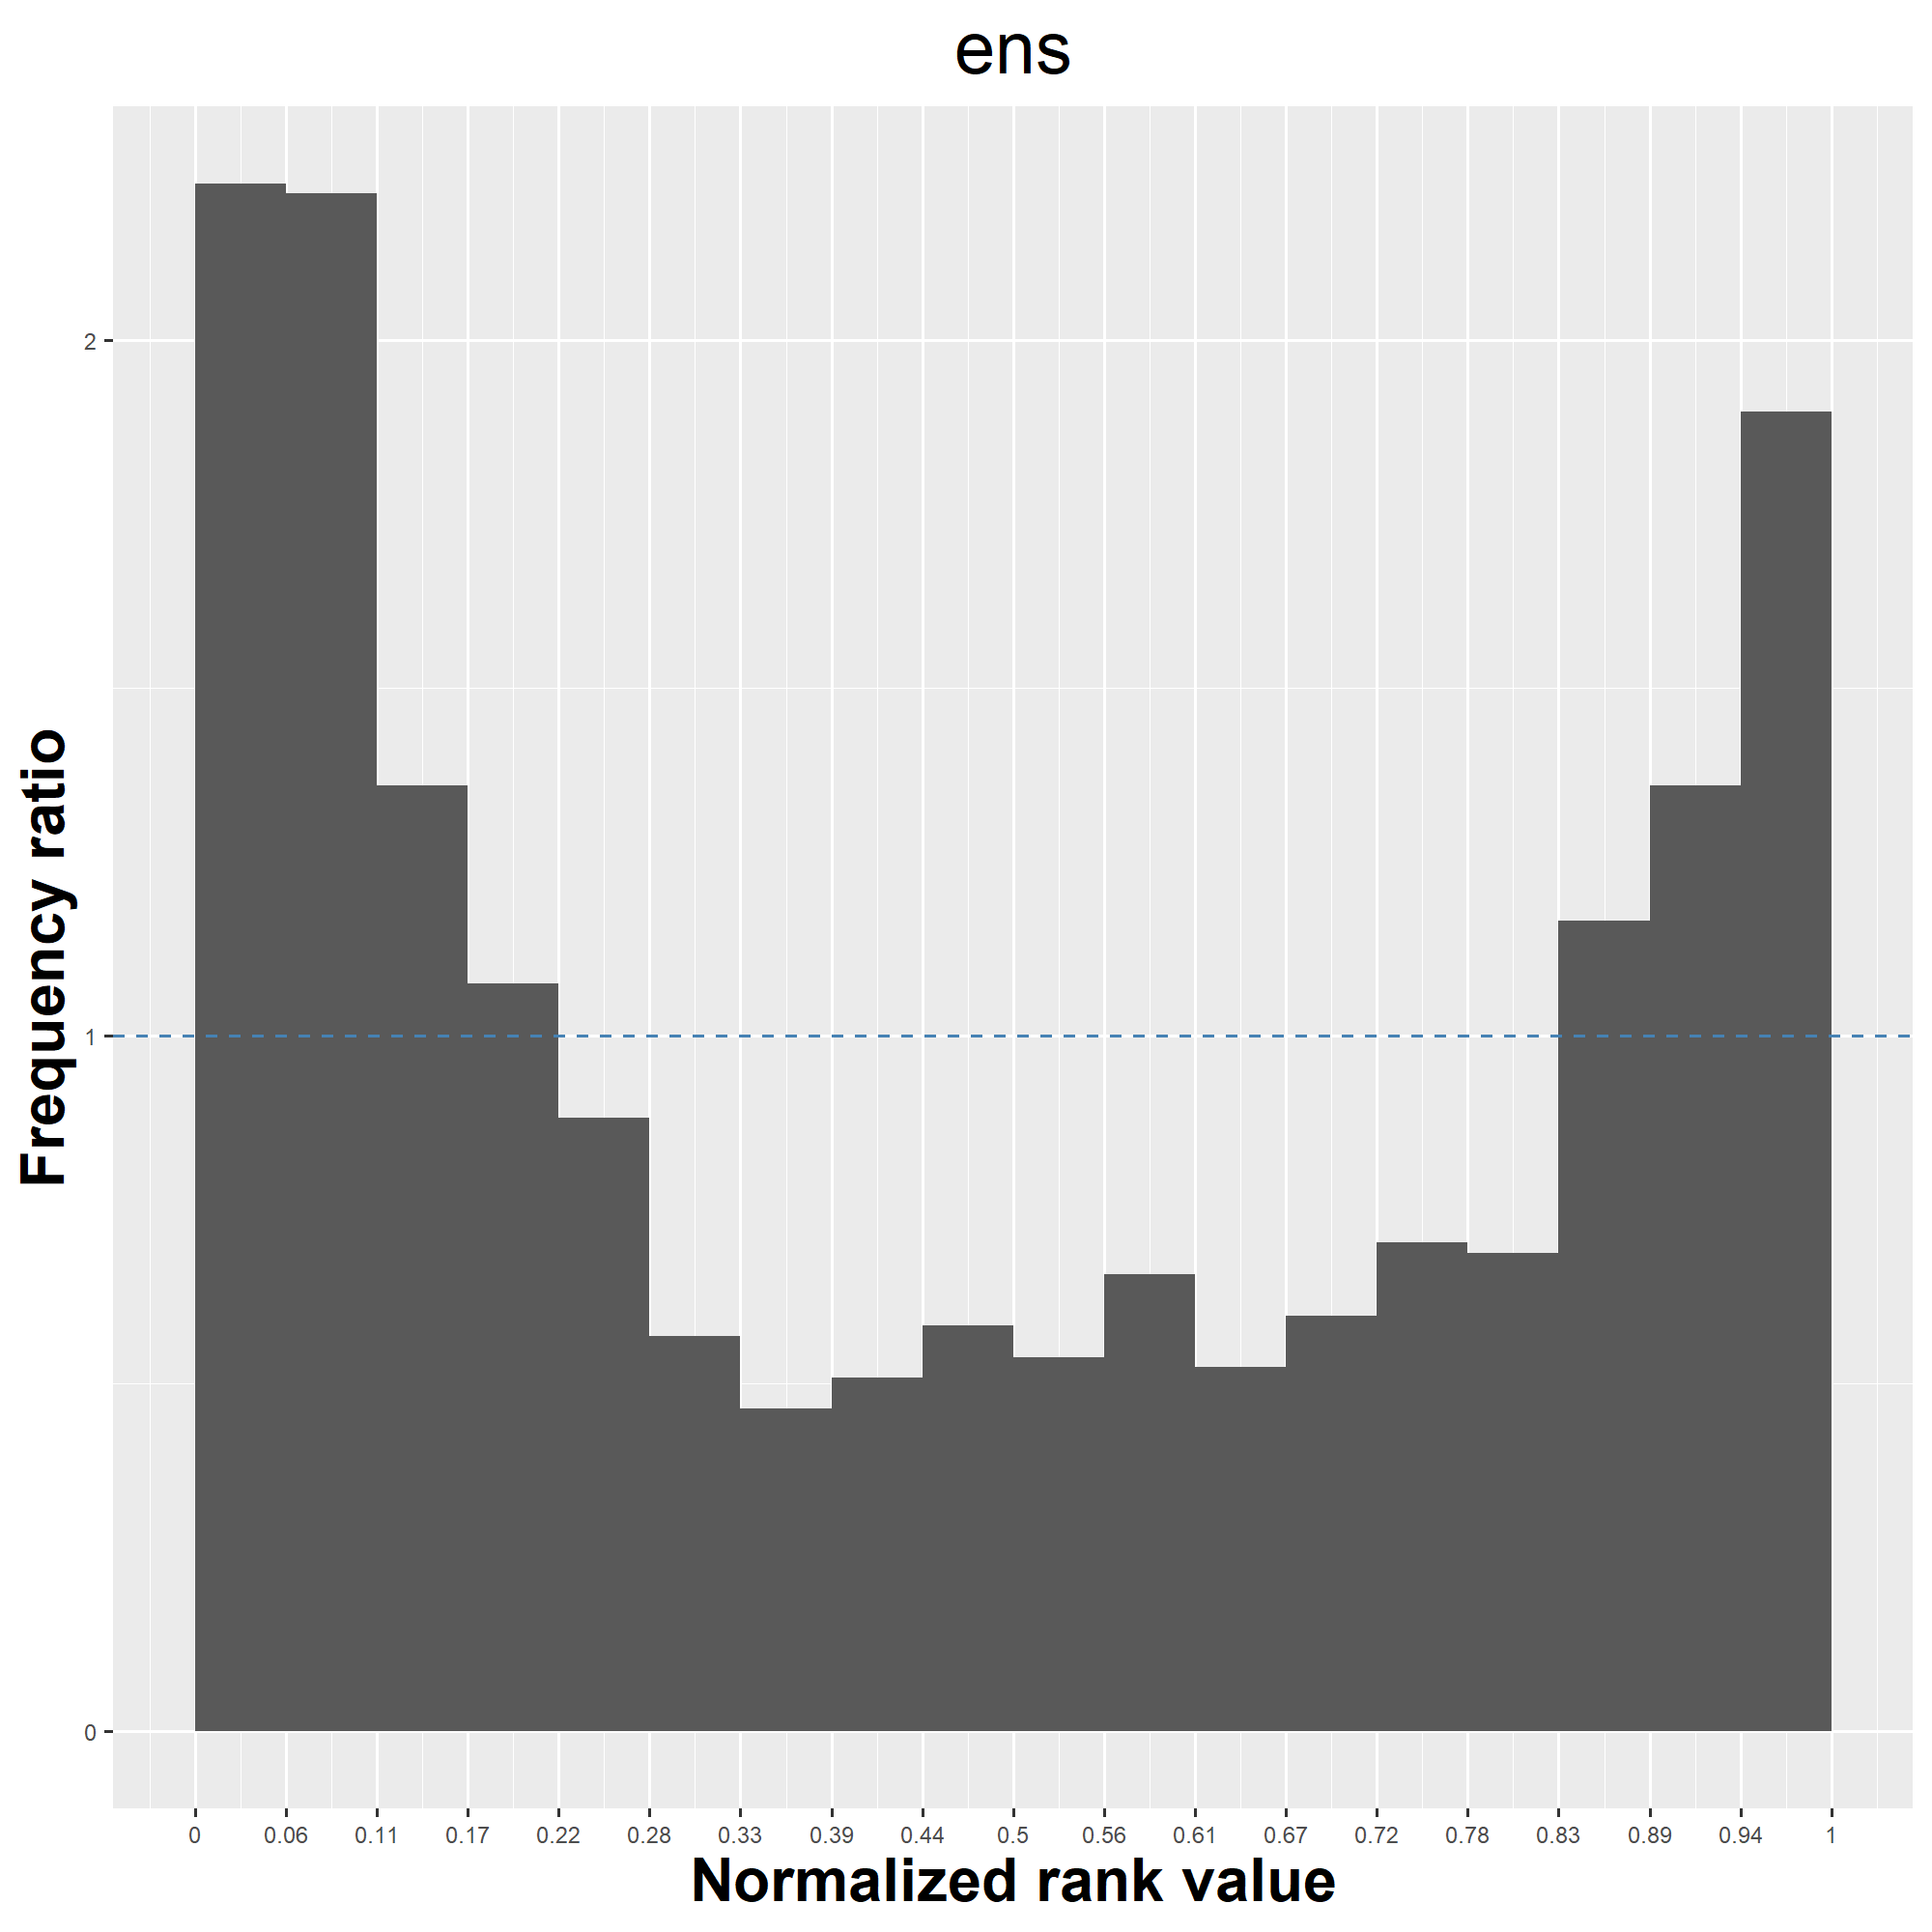 ens
Frequency ratio
2
1
0
0 0.06 0.11 0.17 0.22 0.28 0.33 0.39 0.44 0.5 0.56 0.61 0.67 0.72 0.78 0.83 0.89 0.94 1
Normalized rank value